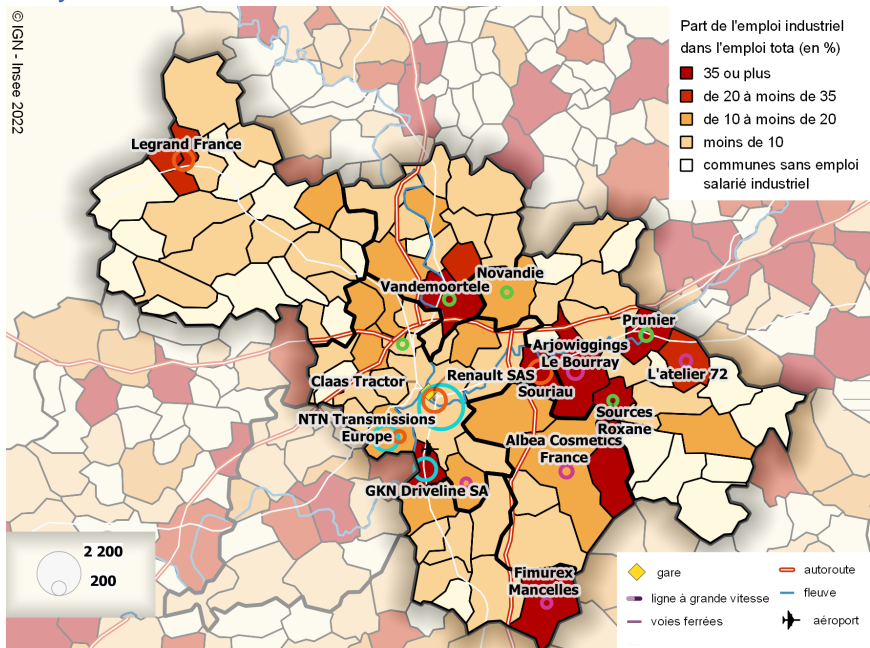 © IGN - Insee 2022
Part de l'emploi industriel
dans l'emploi tota (en %)
35 ou plus
de 20 à moins de 35
de 10 à moins de 20
moins de 10
communes sans emploi
salarié industriel
Legrand France
Novandie
Vandemoortele
Prunier
Arjowiggings
Le Bourray
Claas Tractor
Renault SAS
L'atelier 72
Souriau
Sources
Roxane
NTN Transmissions
Europe
Albea Cosmetics
France
GKN Driveline SA
Fimurex
Mancelles
2 200
200
gare
ligne à grande vitesse
voies ferrées
autoroute
fleuve
aéroport